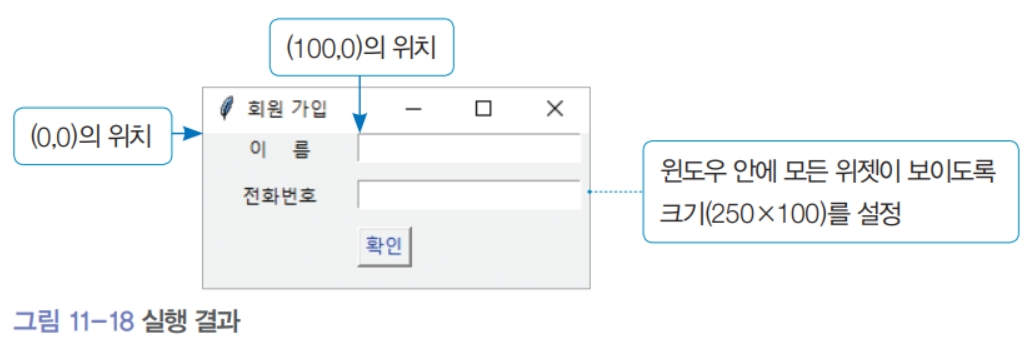 (100,0)의 위치
회원 가입
(0,0)의 위치
이 름
전화번호
확인
윈도우 안에 모든 위젯이 보이도록
크기(250×100)를 설정
그림 11-18 실행 결과